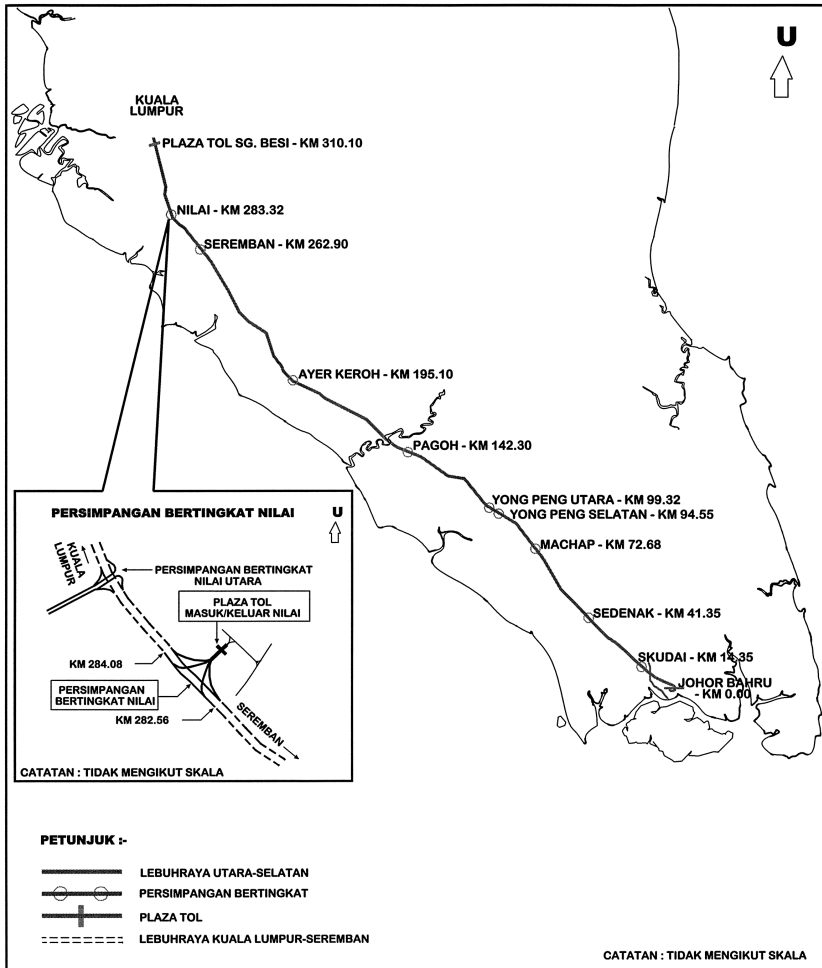 U
KUALA
LUMPUR
PLAZA TOL SG. BESI - KM 310.10
NILAI - KM 283.32
SEREMBAN - KM 262.90
AYER KEROH - KM 195.10
PAGOH - KM 142.30
YONG PENG UTARA - KM 99.32
YONG PENG SELATAN - KM 94.55
MACHAP - KM 72.68
SEDENAK - KM 41.35
SKUDAI - KM 14.35
JOHOR BAHRU
- KM 0.00
PERSIMPANGAN BERTINGKAT NILAI
U
KUALA
LUMPUR
PERSIMPANGAN BERTINGKAT
NILAI UTARA
PLAZA TOL
MASUK/KELUAR NILAI
KM 284.08
PERSIMPANGAN
BERTINGKAT NILAI
KM 282.56
SEREMBAN
CATATAN : TIDAK MENGIKUT SKALA
PETUNJUK :-
LEBUHRAYA UTARA-SELATAN
PERSIMPANGAN BERTINGKAT
PLAZA TOL
LEBUHRAYA KUALA LUMPUR-SEREMBAN
CATATAN : TIDAK MENGIKUT SKALA